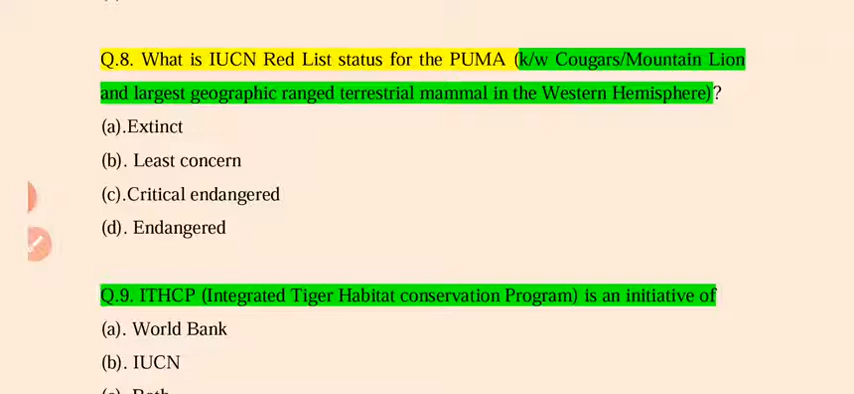 Q.8. What is IUCN Red List status for the PUMA (k/w Cougars/Mountain Lion
and largest geographic ranged terrestrial mammal in the Western Hemisphere)?
(a).Extinct
(b). Least concern
(c).Critical endangered
(d). Endangered
Q.9. ITHCP (Integrated Tiger Habitat conservation Program) is an initiative of
(a). World Bank
(b). IUCN